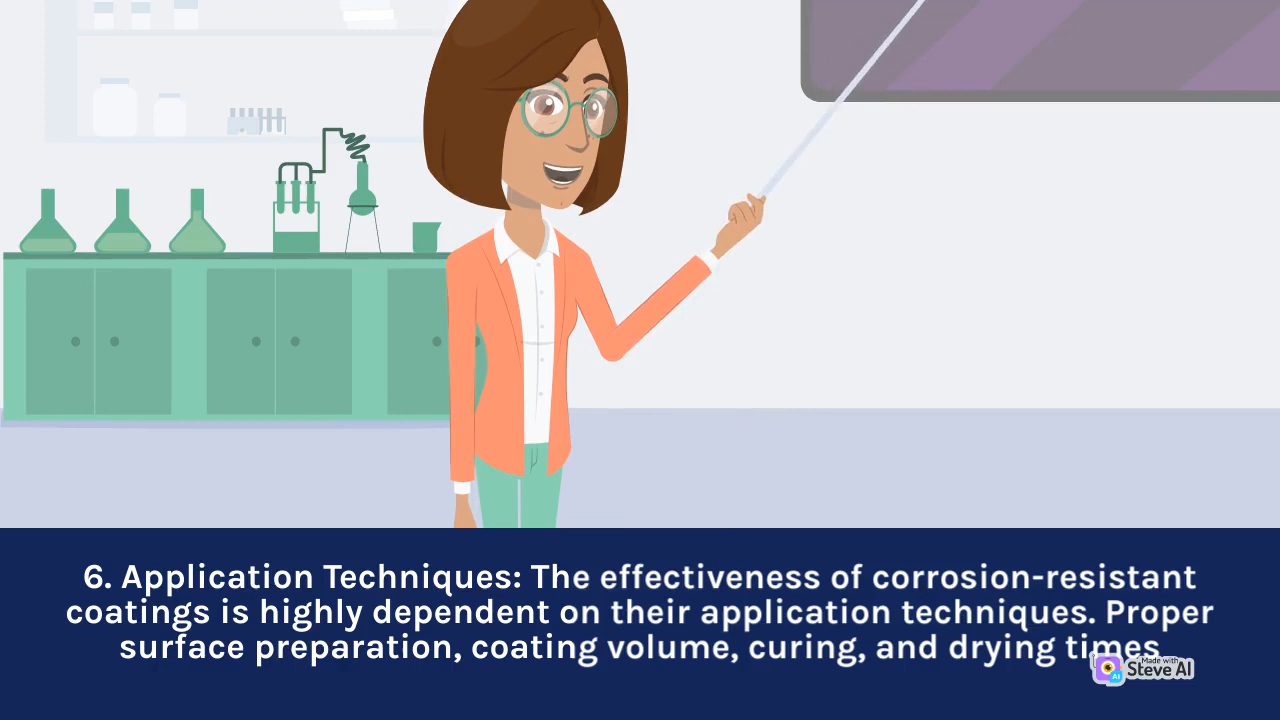 6. Application Techniques: The effectiveness of corrosion-resistant
coatings is highly dependent on their application techniques. Proper
surface preparation, coating volume, curing, and drying times
Made with
Steve AI
AI